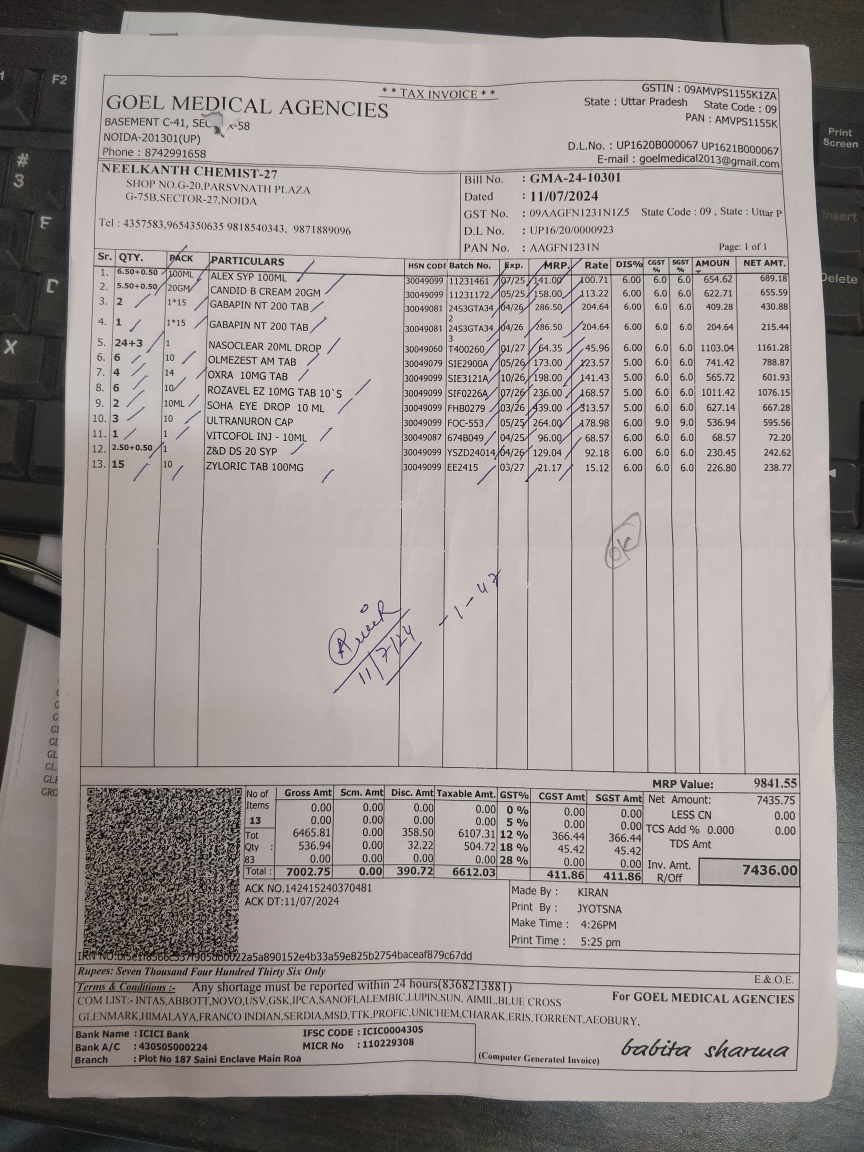 ** TAX INVOICE **
GSTIN : 09AMVPS1155K1ZA
State : Uttar Pradesh State Code : 09
PAN : AMVPS1155K
GOEL MEDICAL AGENCIES
BASEMENT C-41, -58
NOIDA-201301(UP)
Phone : 8742991658
D.L.No. : UP1620B000067 UP1621B000067
E-mail : goelmedical2013@gmail.com
NEELKANTH CHEMIST-27
SHOP NO.G-20,PARSVNATH PLAZA
G-75B,SECTOR-27,NOIDA
Tel : 4357583,9654350635 9818540343, 9871889096
Bill No. : GMA-24-10301
Dated : 11/07/2024
GST No. : 09AAGFN1231N1Z5 State Code : 09 , State : Uttar P
D.L No. : UP16/20/0000923
PAN No. : AAGFN1231N Page: 1 of 1
Sr. QTY. PACK PARTICULARS HSN CODE Batch No. Exp. MRP. Rate DIS% CGST % SGST % AMOUN NET AMT.
1. 6.50+0.50 100ML ALEX SYP 100ML 30049099 11231461 07/25 141.00 100.71 6.00 6.0 6.0 654.62 689.18
2. 5.50+0.50 20GM CANDID B CREAM 20GM 30049099 11231172 05/25 158.00 113.22 6.00 6.0 6.0 622.71 655.59
3. 2 1*15 GABAPIN NT 200 TAB 30049081 24S3GTA34 04/26 286.50 204.64 6.00 6.0 6.0 409.28 430.88
2
4. 1 1*15 GABAPIN NT 200 TAB 30049081 24S3GTA34 04/26 286.50 204.64 6.00 6.0 6.0 204.64 215.44
3
5. 24+3 1 NASOCLEAR 20ML DROP 30049060 T400260 01/27 64.35 45.96 6.00 6.0 6.0 1103.04 1161.28
6. 6 10 OLMEZEST AM TAB 30049079 SIE2900A 05/26 173.00 123.57 5.00 6.0 6.0 741.42 788.87
7. 4 14 OXRA 10MG TAB 30049099 SIE3121A 10/26 198.00 141.43 5.00 6.0 6.0 565.72 601.93
8. 6 10 ROZAVEL EZ 10MG TAB 10`S 30049099 SIF0226A 07/26 236.00 168.57 5.00 6.0 6.0 1011.42 1076.15
9. 2 10ML SOHA EYE DROP 10 ML 30049099 FHB0279 03/26 439.00 313.57 5.00 6.0 6.0 627.14 667.28
10. 3 10 ULTRANURON CAP 30049099 FOC-553 05/25 264.00 178.98 6.00 9.0 9.0 536.94 595.56
11. 1 1 VITCOFOL INJ - 10ML 30049087 674B049 04/25 96.00 68.57 6.00 6.0 6.0 68.57 72.20
12. 2.50+0.50 1 Z&D DS 20 SYP 30049099 YSZD24014 04/26 129.04 92.18 6.00 6.0 6.0 230.45 242.62
13. 15 10 ZYLORIC TAB 100MG 30049099 EE2415 03/27 21.17 15.12 6.00 6.0 6.0 226.80 238.77
OK
11/7/24
-1-47
MRP Value: 9841.55
No of Items 13 Tot Qty : 83
Gross Amt Scm. Amt Disc. Amt Taxable Amt. GST% CGST Amt SGST Amt
0.00 0.00 0.00 0.00 0 % 0.00 0.00
0.00 0.00 0.00 0.00 5 % 0.00 0.00
6465.81 0.00 358.50 6107.31 12 % 366.44 366.44
536.94 0.00 32.22 504.72 18 % 45.42 45.42
0.00 0.00 0.00 0.00 28 % 0.00 0.00
Total : 7002.75 0.00 390.72 6612.03 411.86 411.86
Net Amount: 7435.75
LESS CN 0.00
TCS Add % 0.000 0.00
TDS Amt
Inv. Amt. R/Off 7436.00
ACK NO.142415240370481
ACK DT:11/07/2024
Made By : KIRAN
Print By : JYOTSNA
Make Time : 4:26PM
Print Time : 5:25 pm
Rupees: Seven Thousand Four Hundred Thirty Six Only
E.& O.E.
Terms & Conditions :- Any shortage must be reported within 24 hours(8368213881)
COM LIST:- INTAS,ABBOTT,NOVO,USV,GSK,IPCA,SANOFI,ALEMBIC,LUPIN,SUN, AIMIL,BLUE CROSS
GLENMARK,HIMALAYA,FRANCO INDIAN,SERDIA,MSD,TTK,PROFIC,UNICHEM,CHARAK,ERIS,TORRENT,AEOBURY,
For GOEL MEDICAL AGENCIES
Bank Name : ICICI Bank IFSC CODE : ICIC0004305
Bank A/C : 430505000224 MICR No : 110229308
Branch : Plot No 187 Saini Enclave Main Roa
(Computer Generated Invoice)
babita sharma
F2
# 3
F
D
X
Print Screen
Insert
Delete